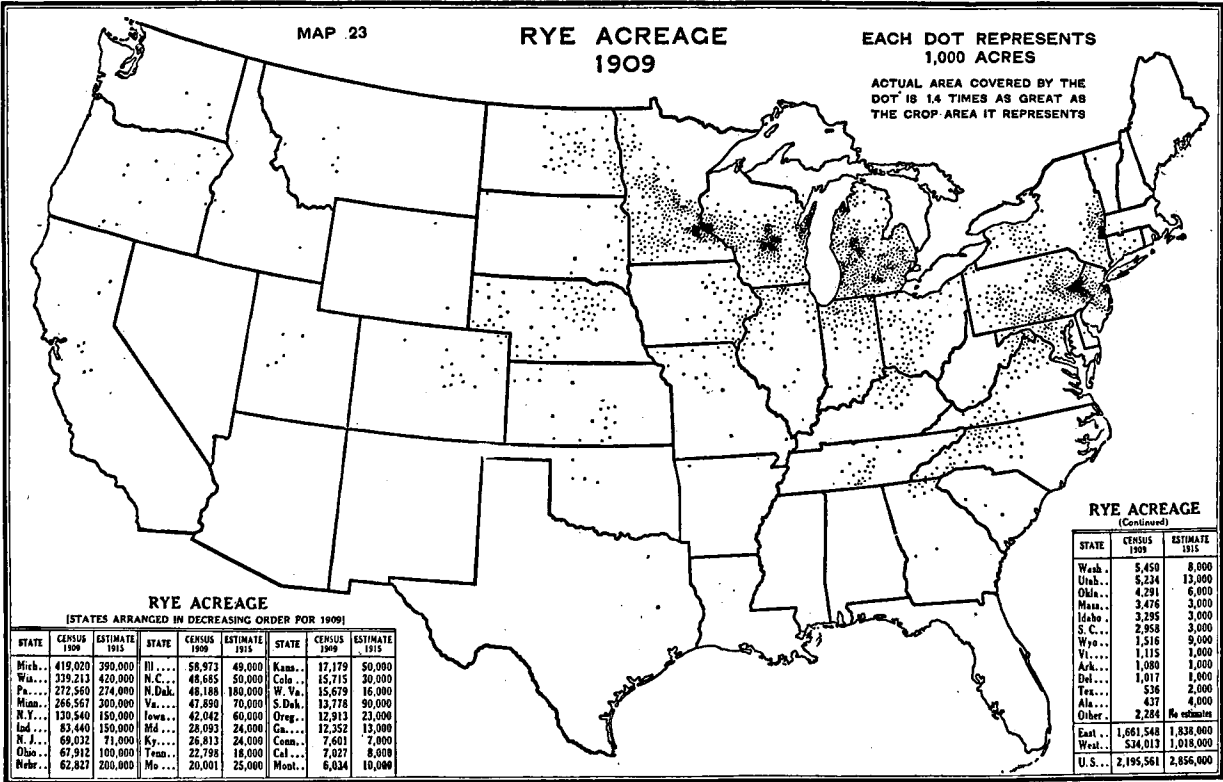 MAP 23
RYE ACREAGE
1909
EACH DOT REPRESENTS
1,000 ACRES
ACTUAL AREA COVERED BY THE
DOT IS 1.4 TIMES AS GREAT AS
THE CROP AREA IT REPRESENTS
RYE ACREAGE
[STATES ARRANGED IN DECREASING ORDER FOR 1909]
STATE CENSUS 1909 ESTIMATE 1915 STATE CENSUS 1909 ESTIMATE 1915 STATE CENSUS 1909 ESTIMATE 1915
Mich.. 419,020 390,000 Ill .... 58,973 49,000 Kans.. 17,179 50,000
Wis... 339,213 420,000 N.C... 48,685 50,000 Colo .. 15,715 30,000
Pa.... 272,560 274,000 N.Dak. 48,188 180,000 W. Va. 15,679 16,000
Minn.. 266,567 300,000 Va.... 47,890 70,000 S.Dak. 13,778 90,000
N.Y... 130,540 150,000 Iowa.. 42,042 60,000 Oreg.. 12,913 23,000
Ind ... 83,440 150,000 Md ... 28,093 24,000 Ga.... 12,352 13,000
N. J... 69,032 71,000 Ky.... 26,813 24,000 Conn.. 7,601 7,000
Ohio.. 67,912 100,000 Tenn.. 22,798 18,000 Cal ... 7,027 8,000
Nebr.. 62,827 200,000 Mo ... 20,001 25,000 Mont.. 6,034 10,000
RYE ACREAGE
(Continued)
STATE CENSUS 1909 ESTIMATE 1915
Wash . 5,450 8,000
Utah.. 5,234 13,000
Okla.. 4,291 6,000
Mass.. 3,476 3,000
Idaho . 3,295 3,000
S. C... 2,958 3,000
Wyo .. 1,516 9,000
Vt.... 1,115 1,000
Ark... 1,080 1,000
Del ... 1,017 1,000
Tex... 536 2,000
Ala... 437 4,000
Other . 2,284 No estimates
East .. 1,661,548 1,838,000
West.. 534,013 1,018,000
U.S... 2,195,561 2,856,000